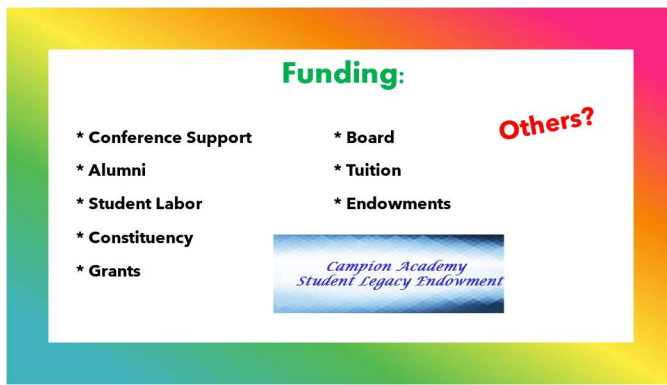 Funding:
* Conference Support
* Alumni
* Student Labor
* Constituency
* Grants
* Board
* Tuition
* Endowments
Others?
Campion Academy
Student Legacy Endowment